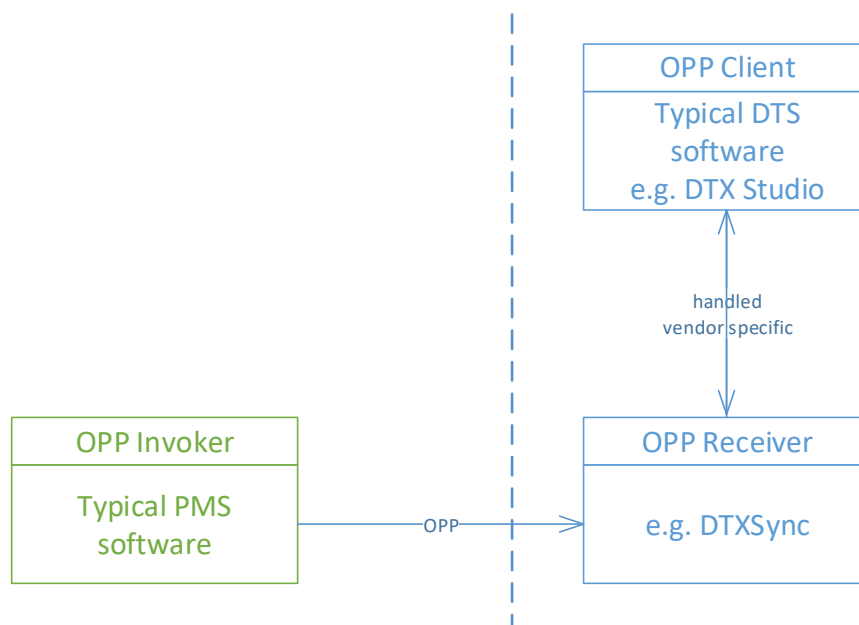 OPP Client
Typical DTS
software
e.g. DTX Studio
handled
vendor specific
OPP Invoker
Typical PMS
software
OPP
OPP Receiver
e.g. DTXSync